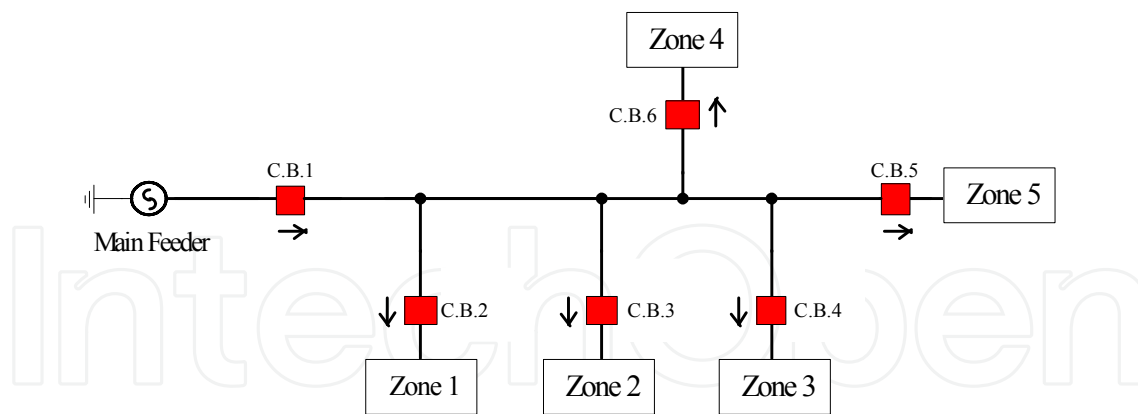 Zone 4
C.B.6
C.B.1
C.B.5
Zone 5
Main Feeder
C.B.2
C.B.3
C.B.4
Zone 1
Zone 2
Zone 3
IntechOpen